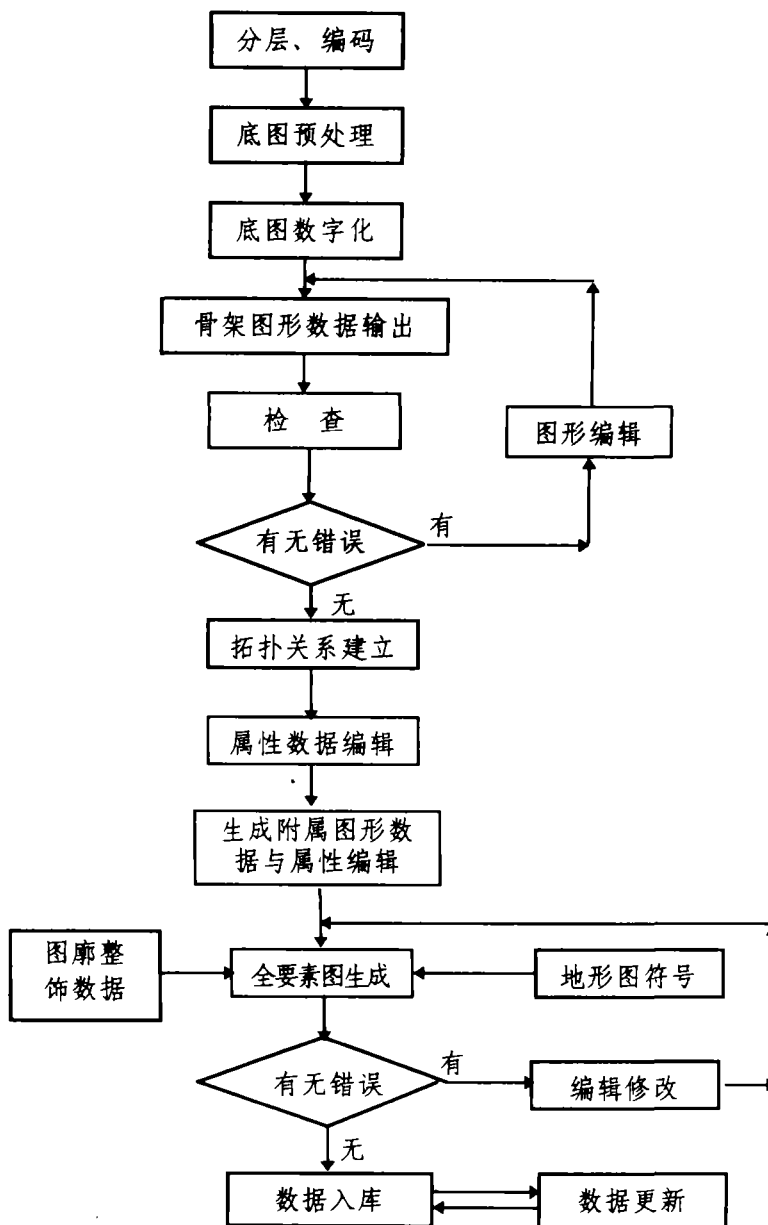 分层、编码
底图预处理
底图数字化
骨架图形数据输出
检 查
图形编辑
有无错误
有
无
拓扑关系建立
属性数据编辑
生成附属图形数
据与属性编辑
图廓整
饰数据
全要素图生成
地形图符号
有无错误
有
编辑修改
无
数据入库
数据更新